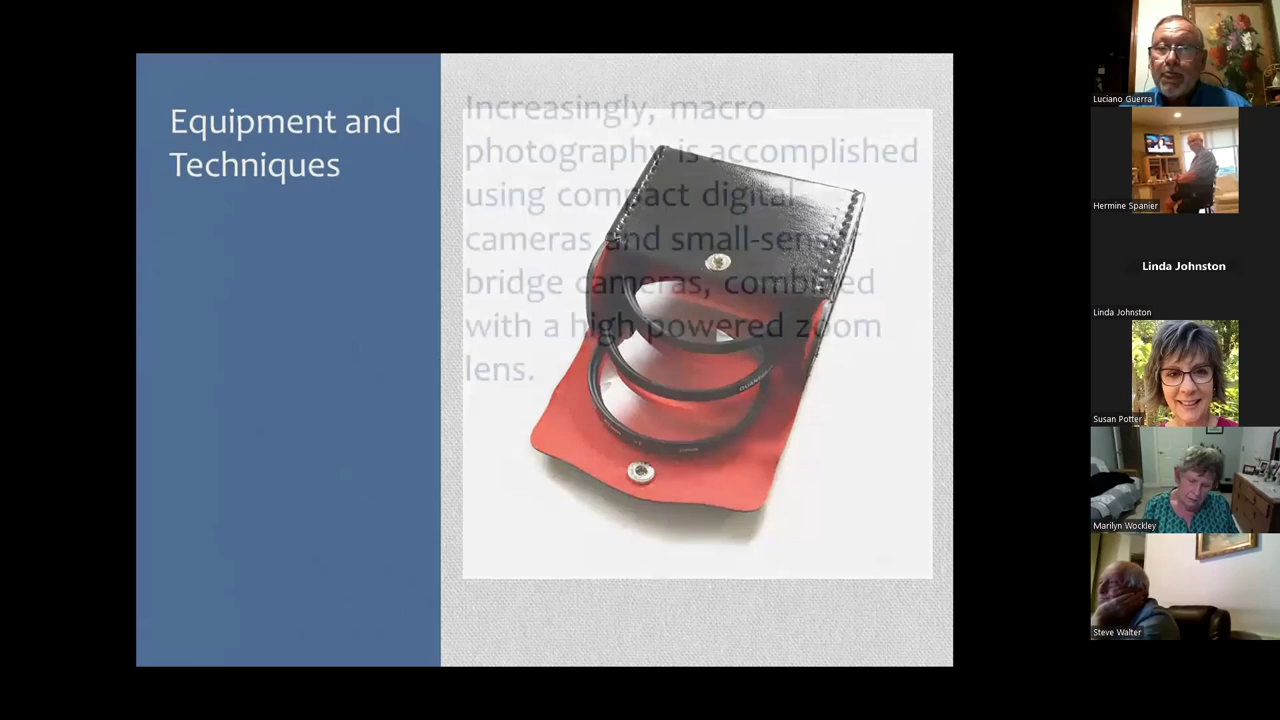 Equipment and
Techniques
Increasingly, macro
photography is accomplished
using compact digital
cameras and small-sensor
bridge cameras, combined
with a high powered zoom
lens.
Luciano Guerra
Hermine Spanier
Linda Johnston
Linda Johnston
Susan Potter
Marilyn Wockley
Steve Walter